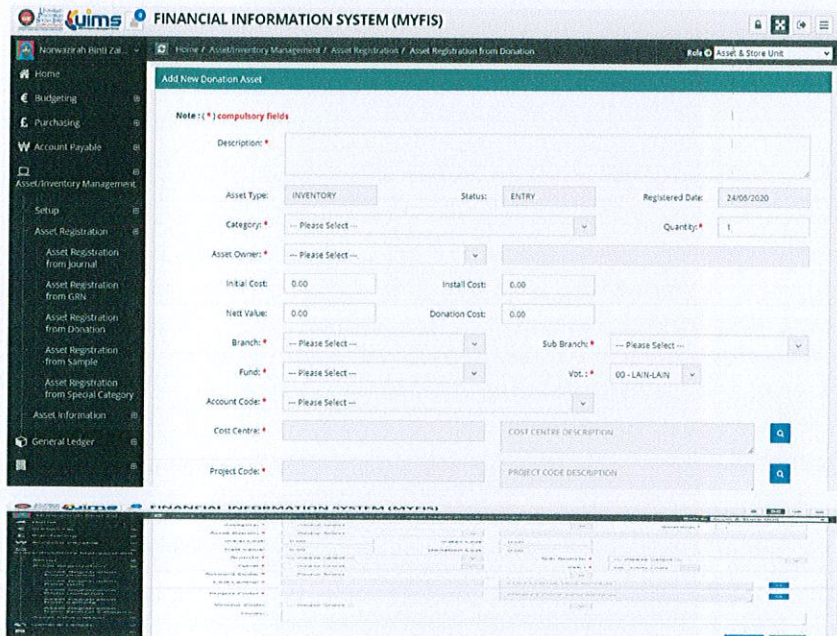 uims FINANCIAL INFORMATION SYSTEM (MYFIS)
Norwazirah Binti Zai... Home / Asset/Inventory Management / Asset Registration / Asset Registration from Donation Role Asset & Store Unit
Home
Add New Donation Asset
€ Budgeting
Note : ( * ) compulsory fields
£ Purchasing
Description: *
W Account Payable
Asset/Inventory Management
Asset Type: INVENTORY Status: ENTRY Registered Date: 24/06/2020
Setup
Category: * --- Please Select --- Quantity: * 1
Asset Registration
Asset Owner: * --- Please Select ---
Asset Registration
from Journal
Initial Cost: 0.00 Install Cost: 0.00
Asset Registration
from GRN
Nett Value: 0.00 Donation Cost: 0.00
Asset Registration
from Donation
Branch: * --- Please Select --- Sub Branch: * --- Please Select ---
Asset Registration
from Sample
Fund: * --- Please Select --- Vot. : * 00 - LAIN-LAIN
Asset Registration
from Special Category
Account Code: * --- Please Select ---
Asset Information
Cost Centre: * COST CENTRE DESCRIPTION
General Ledger
Project Code: * PROJECT CODE DESCRIPTION
uims FINANCIAL INFORMATION SYSTEM (MYFIS)